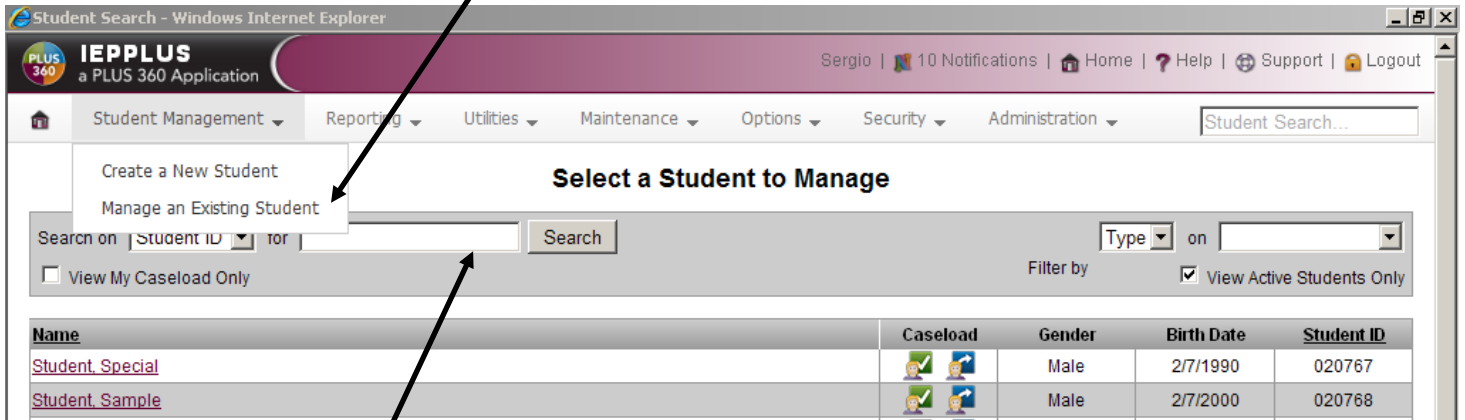 Student Search - Windows Internet Explorer
PLUS 360 IEPPLUS
a PLUS 360 Application
Sergio | 10 Notifications | Home | ? Help | Support | Logout
Student Management Reporting Utilities Maintenance Options Security Administration Student Search...
Create a New Student
Manage an Existing Student
Select a Student to Manage
Search on Student ID for Search Type on
View My Caseload Only Filter by View Active Students Only
Name Caseload Gender Birth Date Student ID
Student, Special Male 2/7/1990 020767
Student, Sample Male 2/7/2000 020768